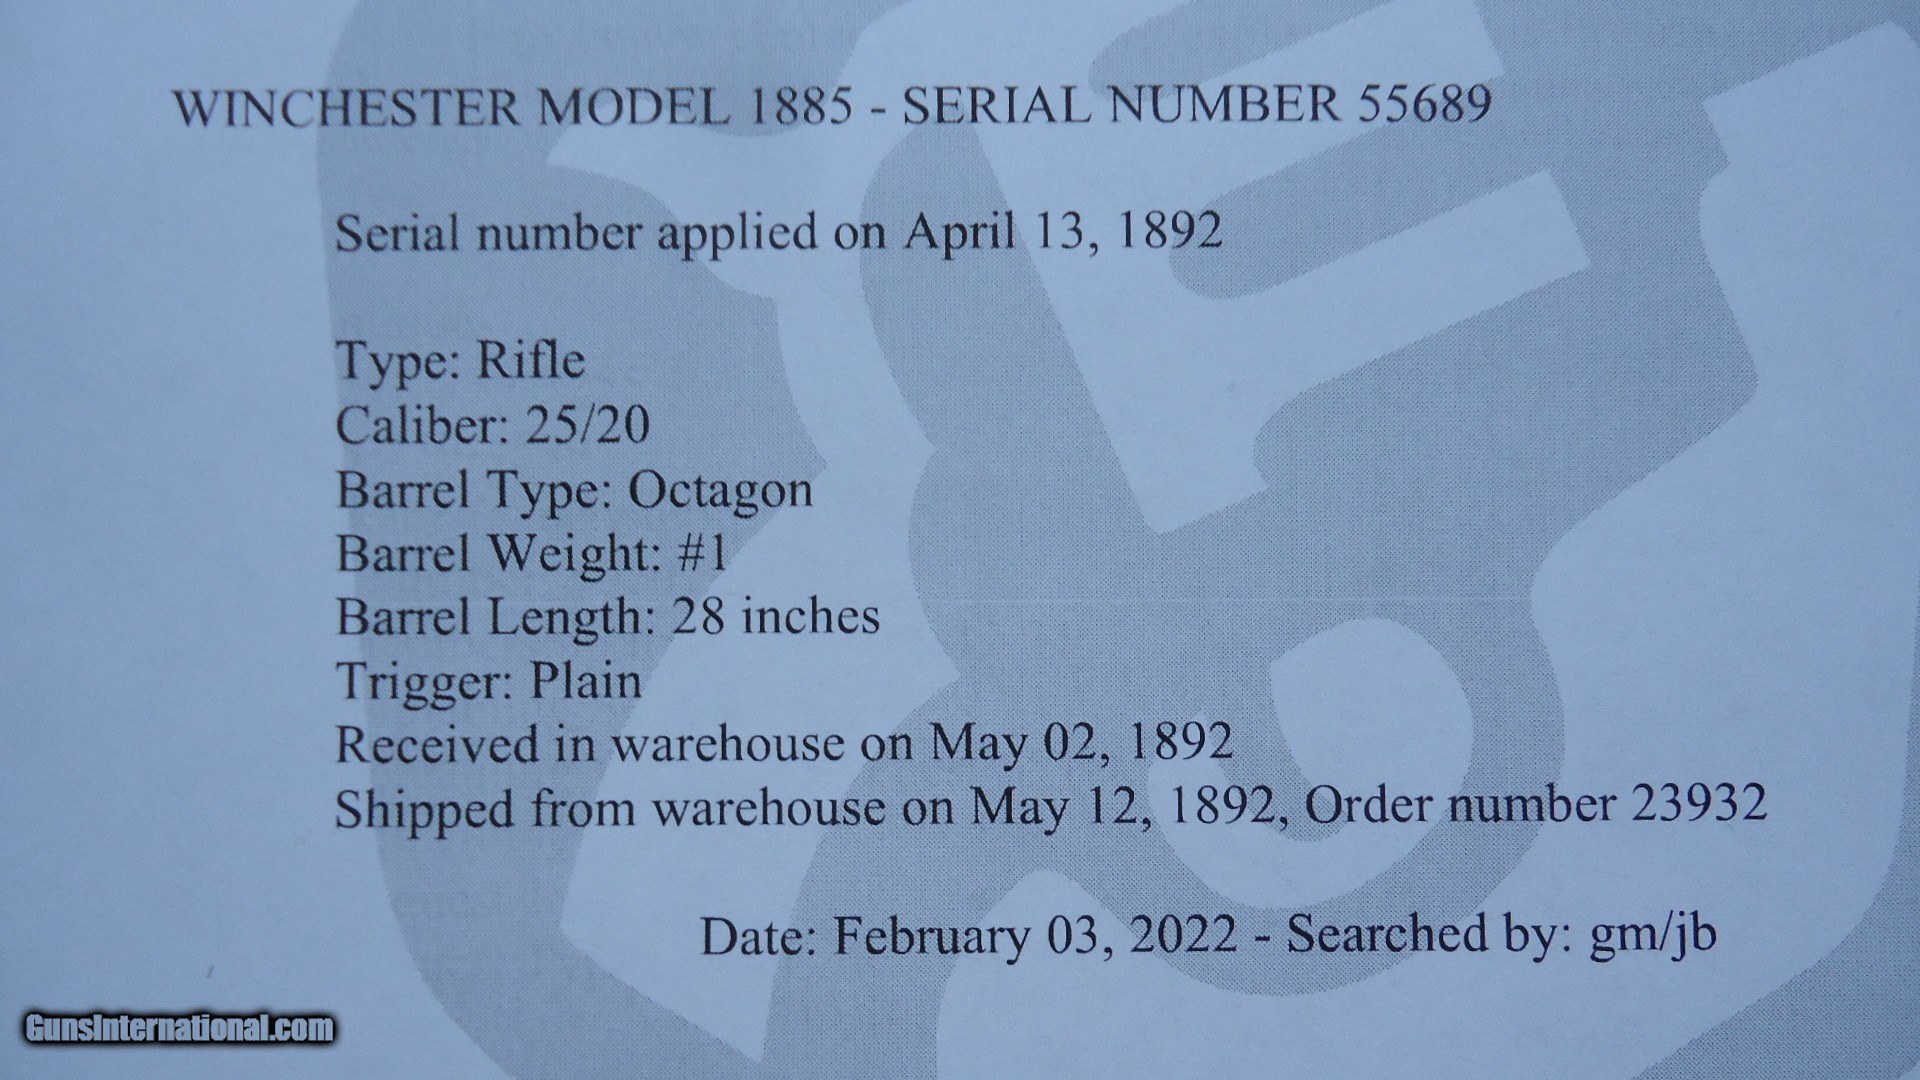 WINCHESTER MODEL 1885 - SERIAL NUMBER 55689
Serial number applied on April 13, 1892
Type: Rifle
Caliber: 25/20
Barrel Type: Octagon
Barrel Weight: #1
Barrel Length: 28 inches
Trigger: Plain
Received in warehouse on May 02, 1892
Shipped from warehouse on May 12, 1892, Order number 23932
Date: February 03, 2022 - Searched by: gm/jb
GunsInternational.com